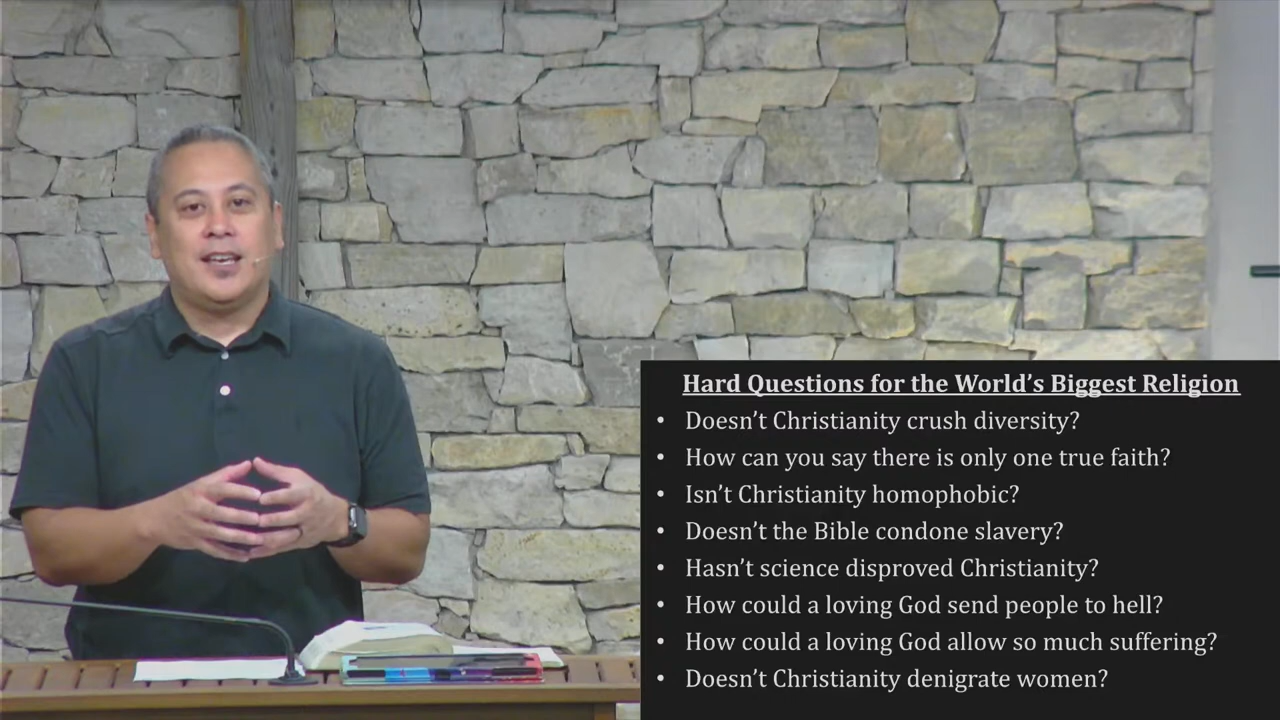 Hard Questions for the World’s Biggest Religion
• Doesn’t Christianity crush diversity?
• How can you say there is only one true faith?
• Isn’t Christianity homophobic?
• Doesn’t the Bible condone slavery?
• Hasn’t science disproved Christianity?
• How could a loving God send people to hell?
• How could a loving God allow so much suffering?
• Doesn’t Christianity denigrate women?